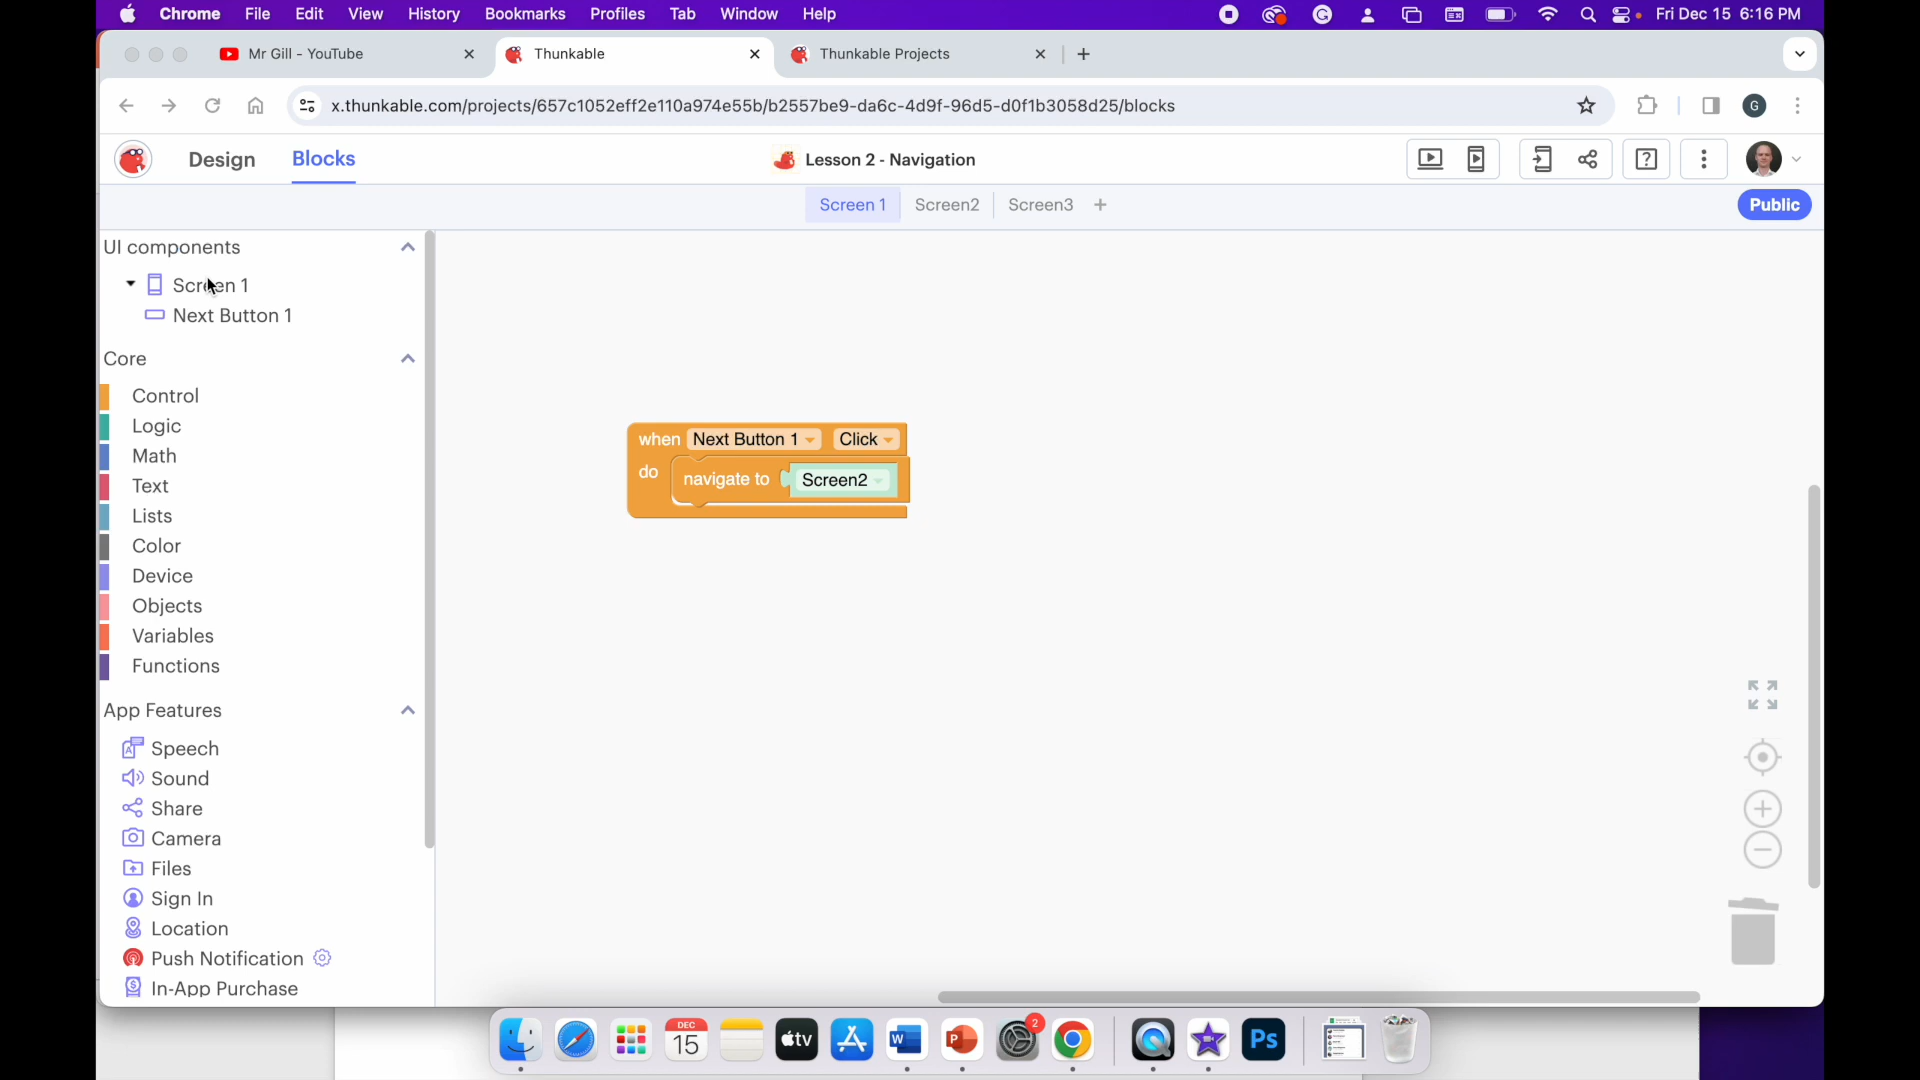 Chrome File Edit View History Bookmarks Profiles Tab Window Help Fri Dec 15 6:16 PM
Mr Gill - YouTube Thunkable Thunkable Projects
x.thunkable.com/projects/657c1052eff2e110a974e55b/b2557be9-da6c-4d9f-96d5-d0f1b3058d25/blocks G
Design Blocks Lesson 2 - Navigation
Screen 1 Screen2 Screen3 + Public
UI components
Screen 1
Next Button 1
Core
Control
Logic
Math
Text
Lists
Color
Device
Objects
Variables
Functions
App Features
Speech
Sound
Share
Camera
Files
Sign In
Location
Push Notification
In-App Purchase
when Next Button 1 Click
do navigate to Screen2
DEC
15
tv
W
P
2
Ps